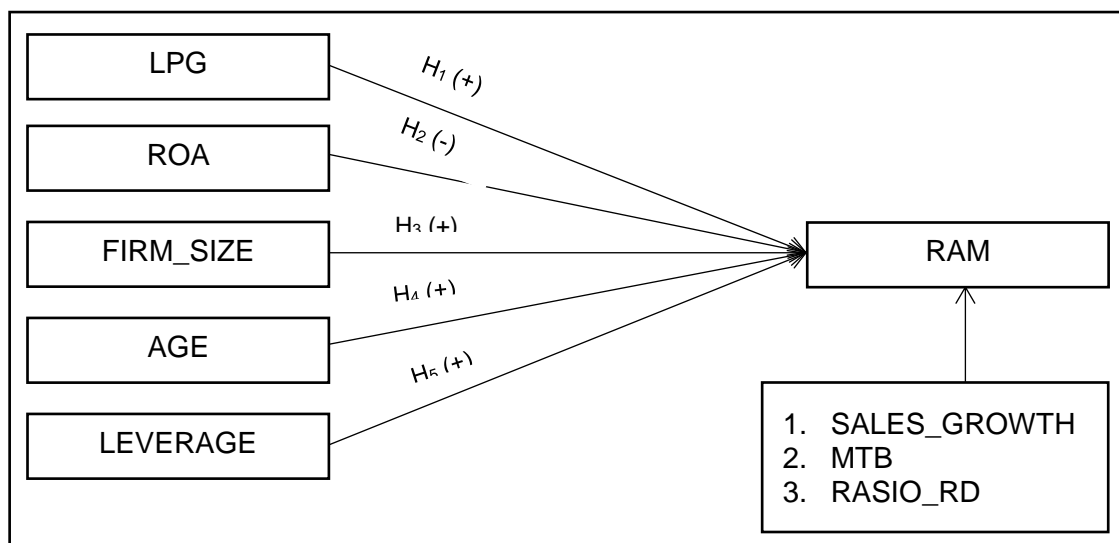 LPG
H₁ (+)
ROA
H₂ (-)
FIRM_SIZE
H₃ (+)
RAM
AGE
H₄ (+)
LEVERAGE
H₅ (+)
1. SALES_GROWTH
2. MTB
3. RASIO_RD